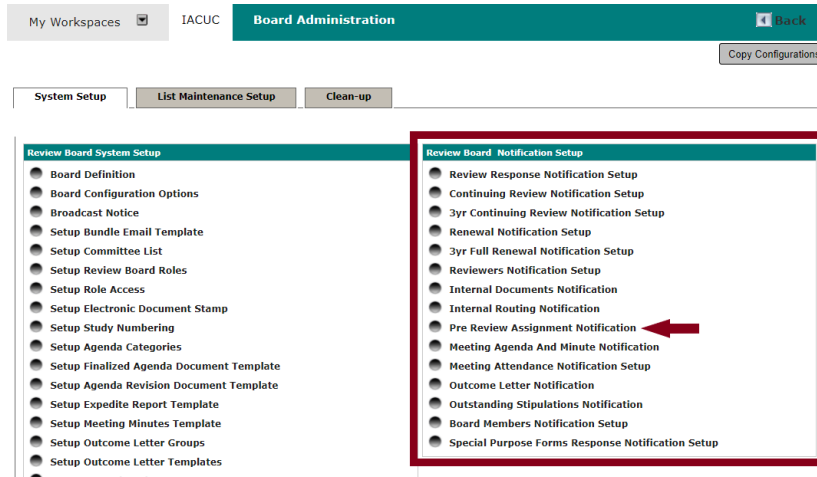 My Workspaces IACUC Board Administration Back
Copy Configurations
System Setup List Maintenance Setup Clean-up
Review Board System Setup
Board Definition
Board Configuration Options
Broadcast Notice
Setup Bundle Email Template
Setup Committee List
Setup Review Board Roles
Setup Role Access
Setup Electronic Document Stamp
Setup Study Numbering
Setup Agenda Categories
Setup Finalized Agenda Document Template
Setup Agenda Revision Document Template
Setup Expedite Report Template
Setup Meeting Minutes Template
Setup Outcome Letter Groups
Setup Outcome Letter Templates
Review Board Notification Setup
Review Response Notification Setup
Continuing Review Notification Setup
3yr Continuing Review Notification Setup
Renewal Notification Setup
3yr Full Renewal Notification Setup
Reviewers Notification Setup
Internal Documents Notification
Internal Routing Notification
Pre Review Assignment Notification
Meeting Agenda And Minute Notification
Meeting Attendance Notification Setup
Outcome Letter Notification
Outstanding Stipulations Notification
Board Members Notification Setup
Special Purpose Forms Response Notification Setup